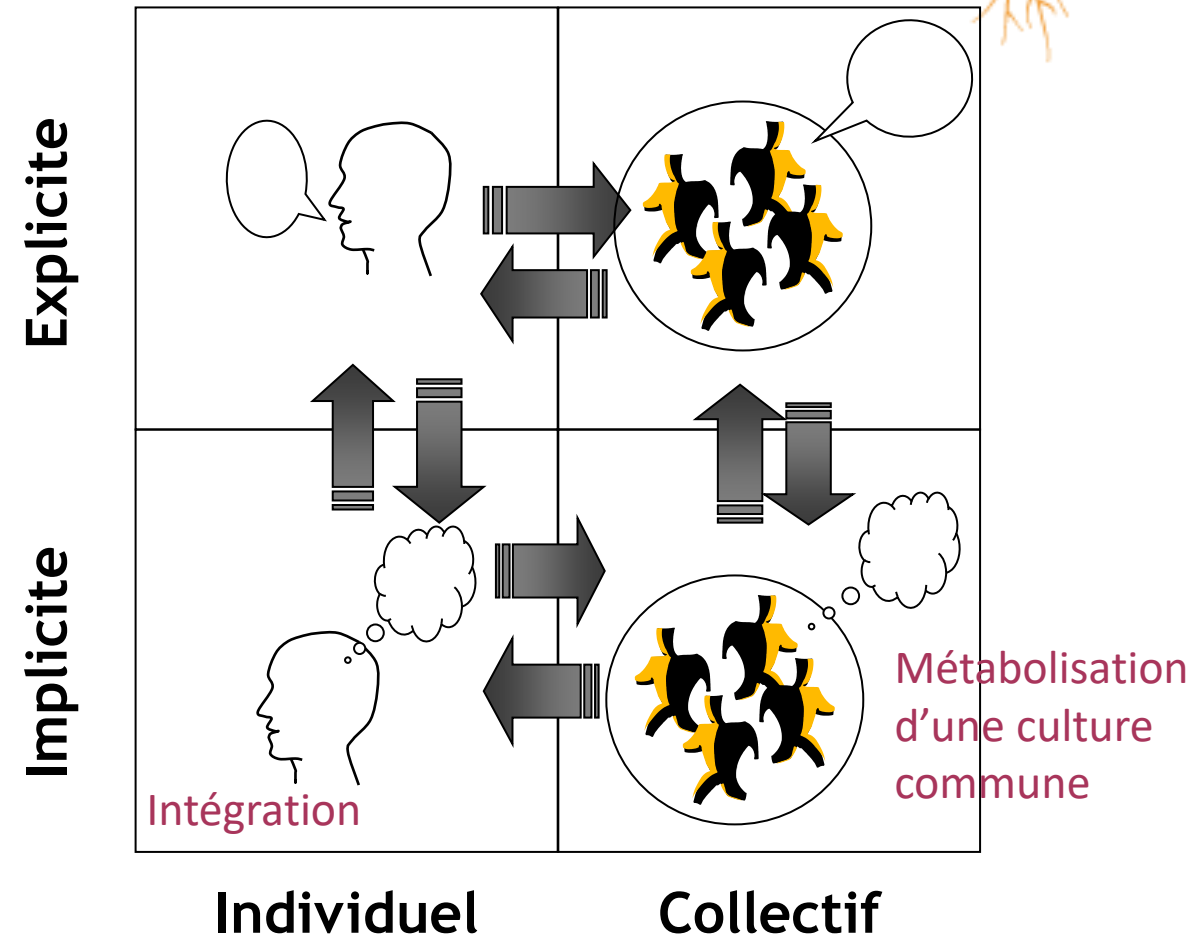 Explicite
Implicite
Intégration
Métabolisation
d’une culture
commune
Individuel
Collectif